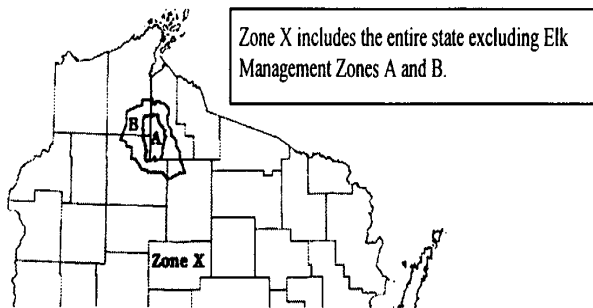 Zone X includes the entire state excluding Elk
Management Zones A and B.
B
A
Zone X